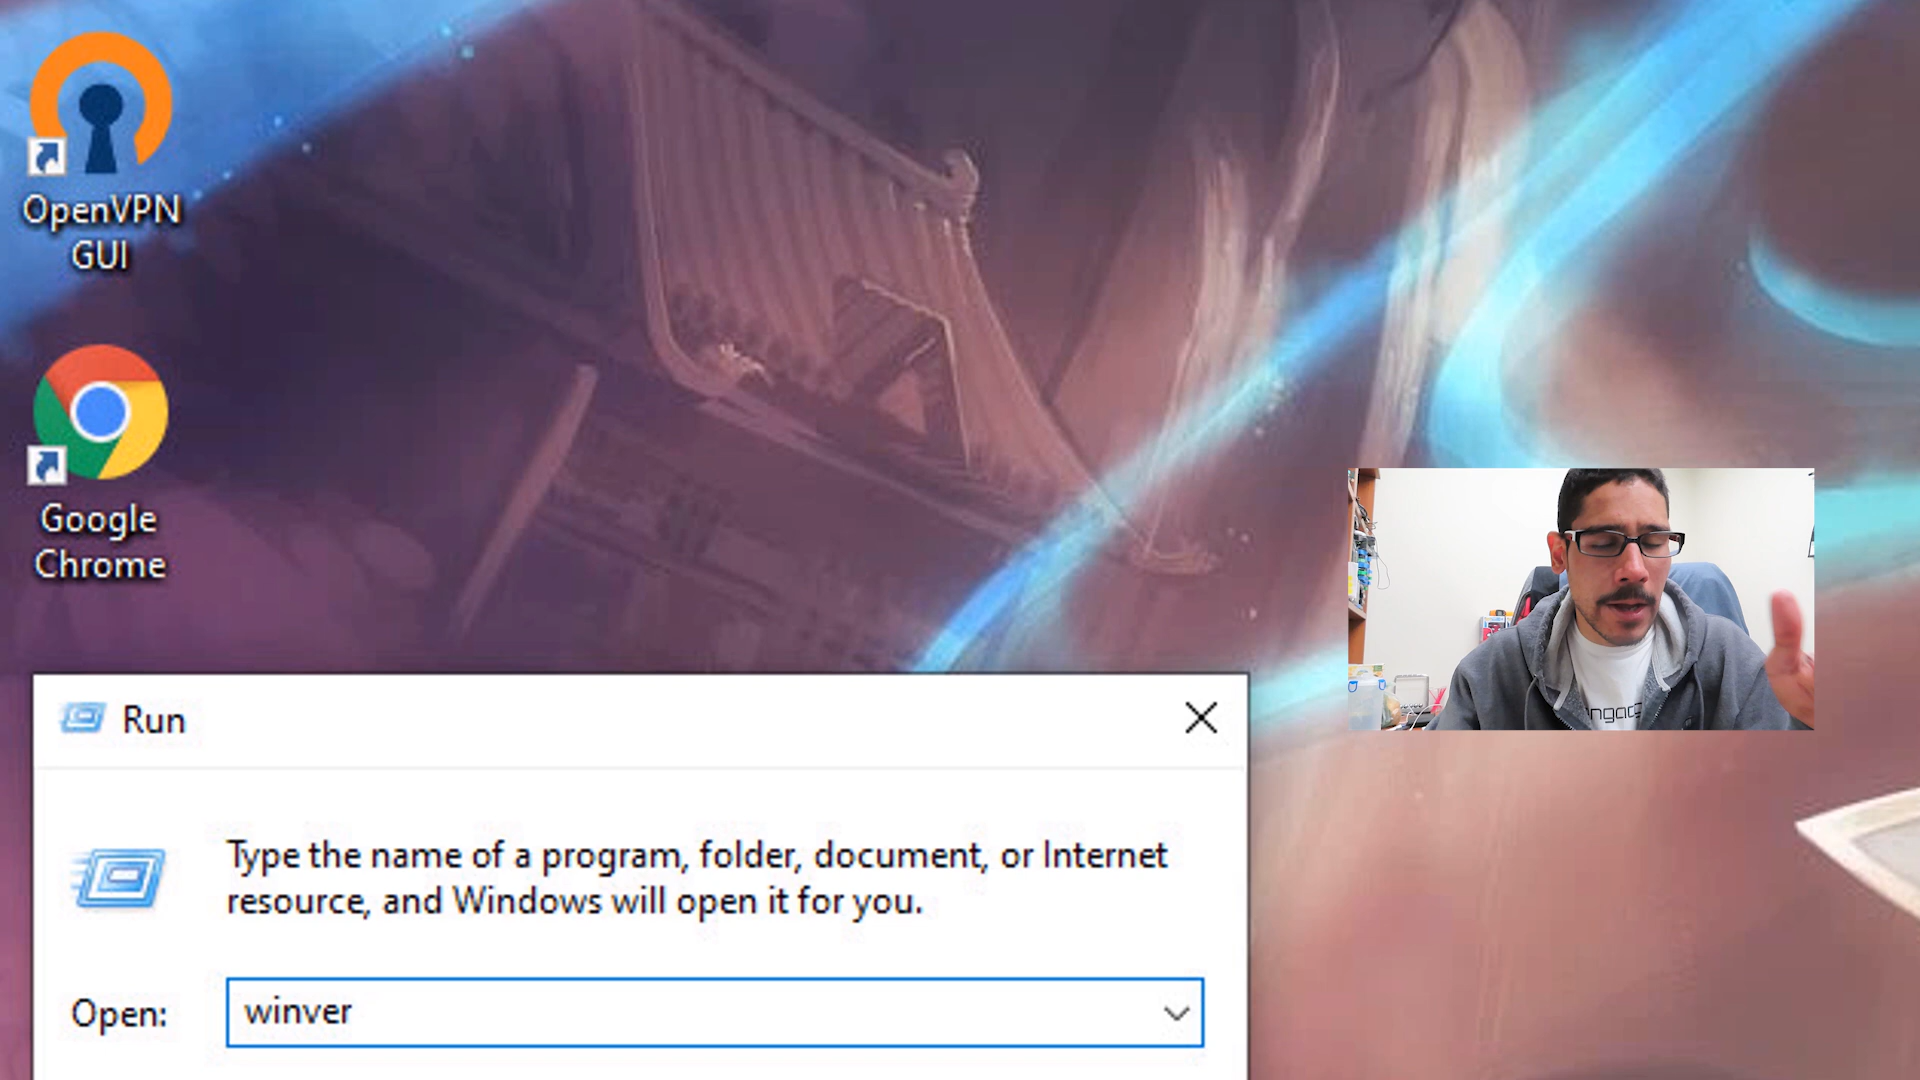 OpenVPN
GUI
Google
Chrome
Run
Type the name of a program, folder, document, or Internet
resource, and Windows will open it for you.
Open:
winver